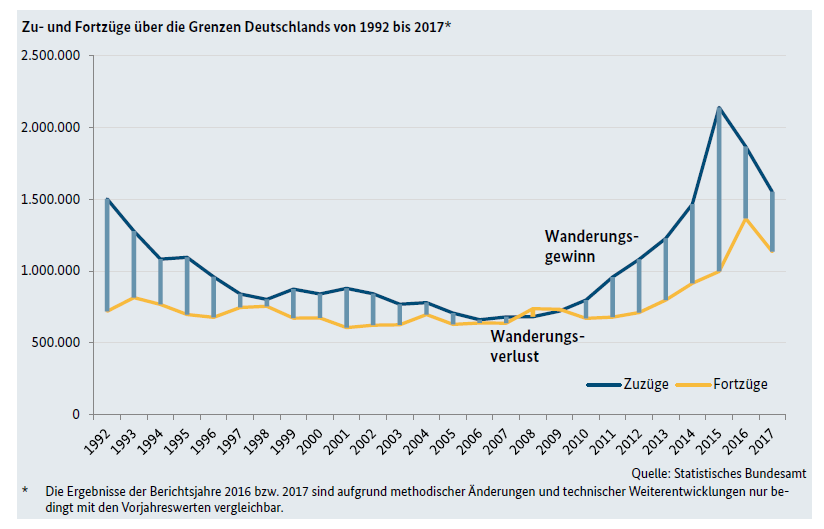 Zu- und Fortzüge über die Grenzen Deutschlands von 1992 bis 2017*
2.500.000
2.000.000
1.500.000
1.000.000
500.000
0
Wanderungs-
gewinn
Wanderungs-
verlust
Zuzüge Fortzüge
1992 1993 1994 1995 1996 1997 1998 1999 2000 2001 2002 2003 2004 2005 2006 2007 2008 2009 2010 2011 2012 2013 2014 2015 2016 2017
Quelle: Statistisches Bundesamt
* Die Ergebnisse der Berichtsjahre 2016 bzw. 2017 sind aufgrund methodischer Änderungen und technischer Weiterentwicklungen nur be-
dingt mit den Vorjahreswerten vergleichbar.